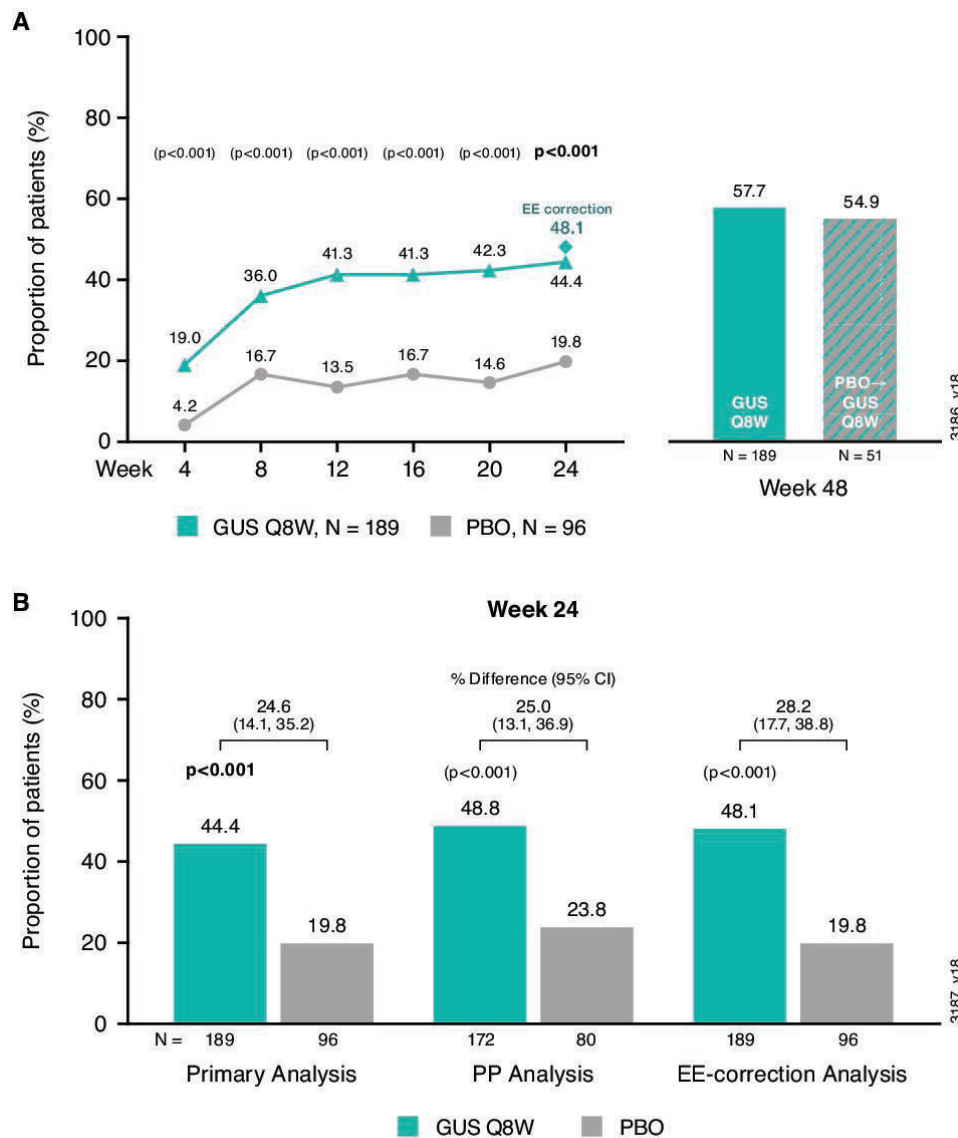 A
Proportion of patients (%)
100
80
60
40
20
0
(p<0.001) (p<0.001) (p<0.001) (p<0.001) (p<0.001) p<0.001
EE correction
48.1
19.0 36.0 41.3 41.3 42.3 44.4
4.2 16.7 13.5 16.7 14.6 19.8
Week 4 8 12 16 20 24
GUS Q8W, N = 189 PBO, N = 96
57.7 54.9
GUS
Q8W
PBO→
GUS
Q8W
N = 189 N = 51
Week 48
3186_v18
B
Week 24
Proportion of patients (%)
100
80
60
40
20
0
% Difference (95% CI)
24.6 25.0 28.2
(14.1, 35.2) (13.1, 36.9) (17.7, 38.8)
p<0.001 (p<0.001) (p<0.001)
44.4 19.8 48.8 23.8 48.1 19.8
N = 189 96 172 80 189 96
Primary Analysis PP Analysis EE-correction Analysis
GUS Q8W PBO
3187_v18